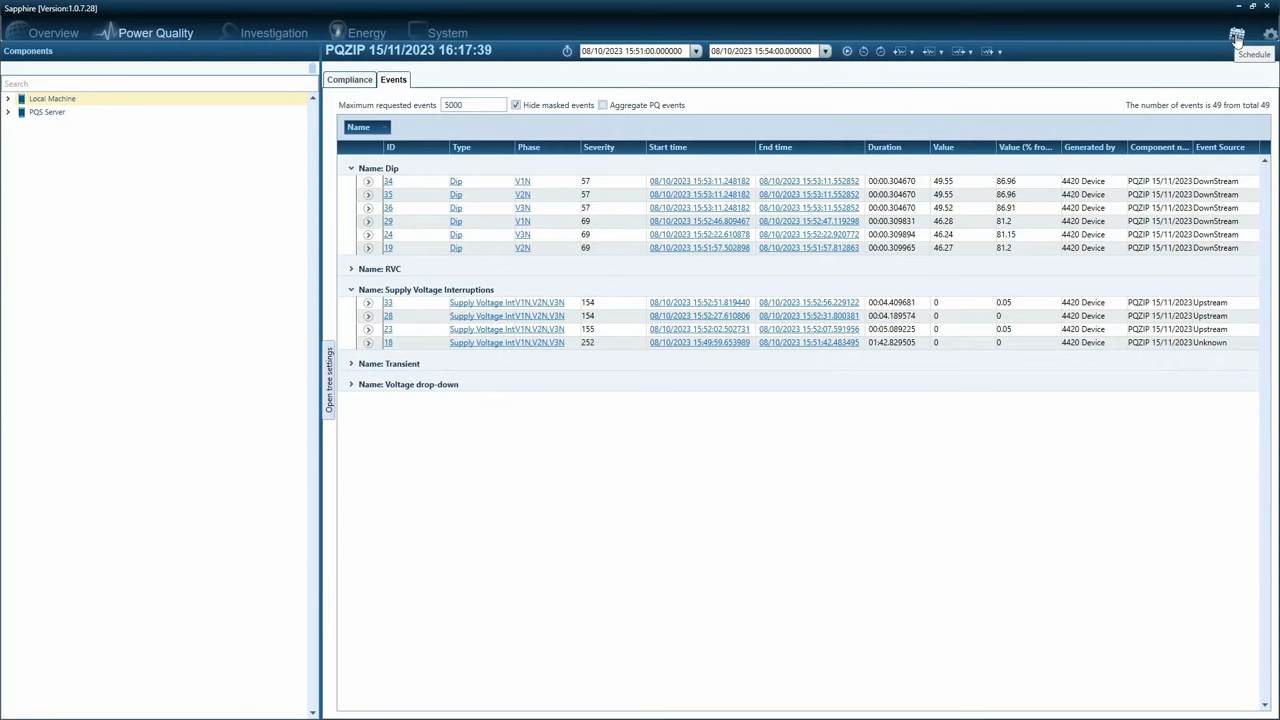 Sapphire [Version:1.0.7.28]
Overview Power Quality Investigation Energy System
Schedule
Components
PQZIP 15/11/2023 16:17:39 08/10/2023 15:51:00.000000 08/10/2023 15:54:00.000000
Search
Local Machine
PQS Server
Open tree settings
Compliance Events
Maximum requested events 5000 Hide masked events Aggregate PQ events The number of events is 49 from total 49
Name
ID Type Phase Severity Start time End time Duration Value Value (% fro... Generated by Component n... Event Source
Name: Dip
34 Dip V1N 57 08/10/2023 15:53:11.248182 08/10/2023 15:53:11.552852 00:00.304670 49.55 86.96 4420 Device PQZIP 15/11/2023 DownStream
35 Dip V2N 57 08/10/2023 15:53:11.248182 08/10/2023 15:53:11.552852 00:00.304670 49.55 86.96 4420 Device PQZIP 15/11/2023 DownStream
36 Dip V3N 57 08/10/2023 15:53:11.248182 08/10/2023 15:53:11.552852 00:00.304670 49.52 86.91 4420 Device PQZIP 15/11/2023 DownStream
29 Dip V1N 69 08/10/2023 15:52:46.809467 08/10/2023 15:52:47.119298 00:00.309831 46.28 81.2 4420 Device PQZIP 15/11/2023 DownStream
24 Dip V3N 69 08/10/2023 15:52:22.610878 08/10/2023 15:52:22.920772 00:00.309894 46.24 81.15 4420 Device PQZIP 15/11/2023 DownStream
19 Dip V2N 69 08/10/2023 15:51:57.502898 08/10/2023 15:51:57.812863 00:00.309965 46.27 81.2 4420 Device PQZIP 15/11/2023 DownStream
Name: RVC
Name: Supply Voltage Interruptions
33 Supply Voltage Int V1N,V2N,V3N 154 08/10/2023 15:52:51.819440 08/10/2023 15:52:56.229122 00:04.409681 0 0.05 4420 Device PQZIP 15/11/2023 Upstream
28 Supply Voltage Int V1N,V2N,V3N 154 08/10/2023 15:52:27.610806 08/10/2023 15:52:31.800381 00:04.189574 0 0 4420 Device PQZIP 15/11/2023 Upstream
23 Supply Voltage Int V1N,V2N,V3N 155 08/10/2023 15:52:02.502731 08/10/2023 15:52:07.591956 00:05.089225 0 0.05 4420 Device PQZIP 15/11/2023 Upstream
18 Supply Voltage Int V1N,V2N,V3N 252 08/10/2023 15:49:59.653989 08/10/2023 15:51:42.483495 01:42.829505 0 0 4420 Device PQZIP 15/11/2023 Unknown
Name: Transient
Name: Voltage drop-down